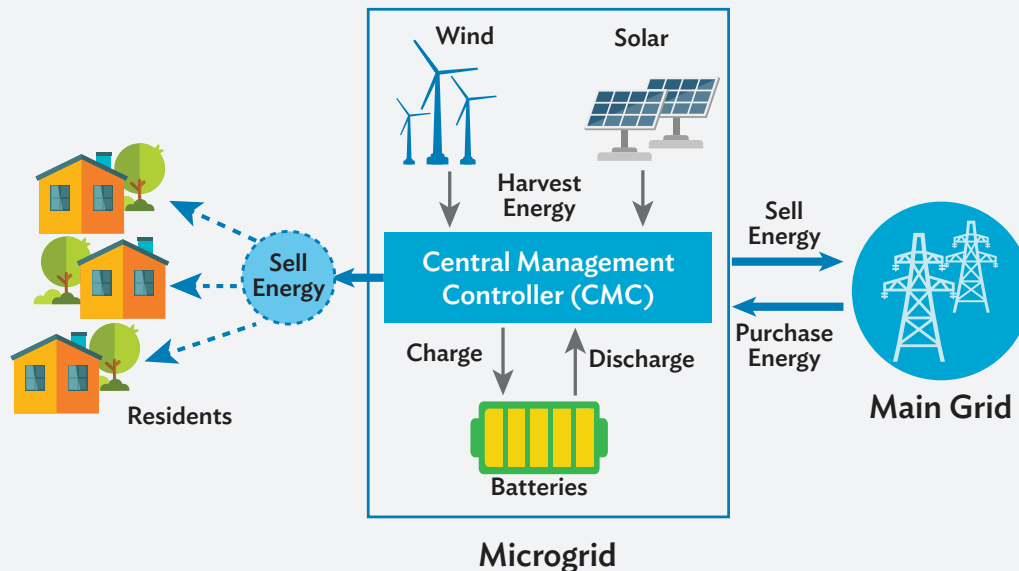 Wind
Solar
Harvest
Energy
Sell
Energy
Central Management
Controller (CMC)
Sell
Energy
Purchase
Energy
Charge
Discharge
Main Grid
Residents
Batteries
Microgrid